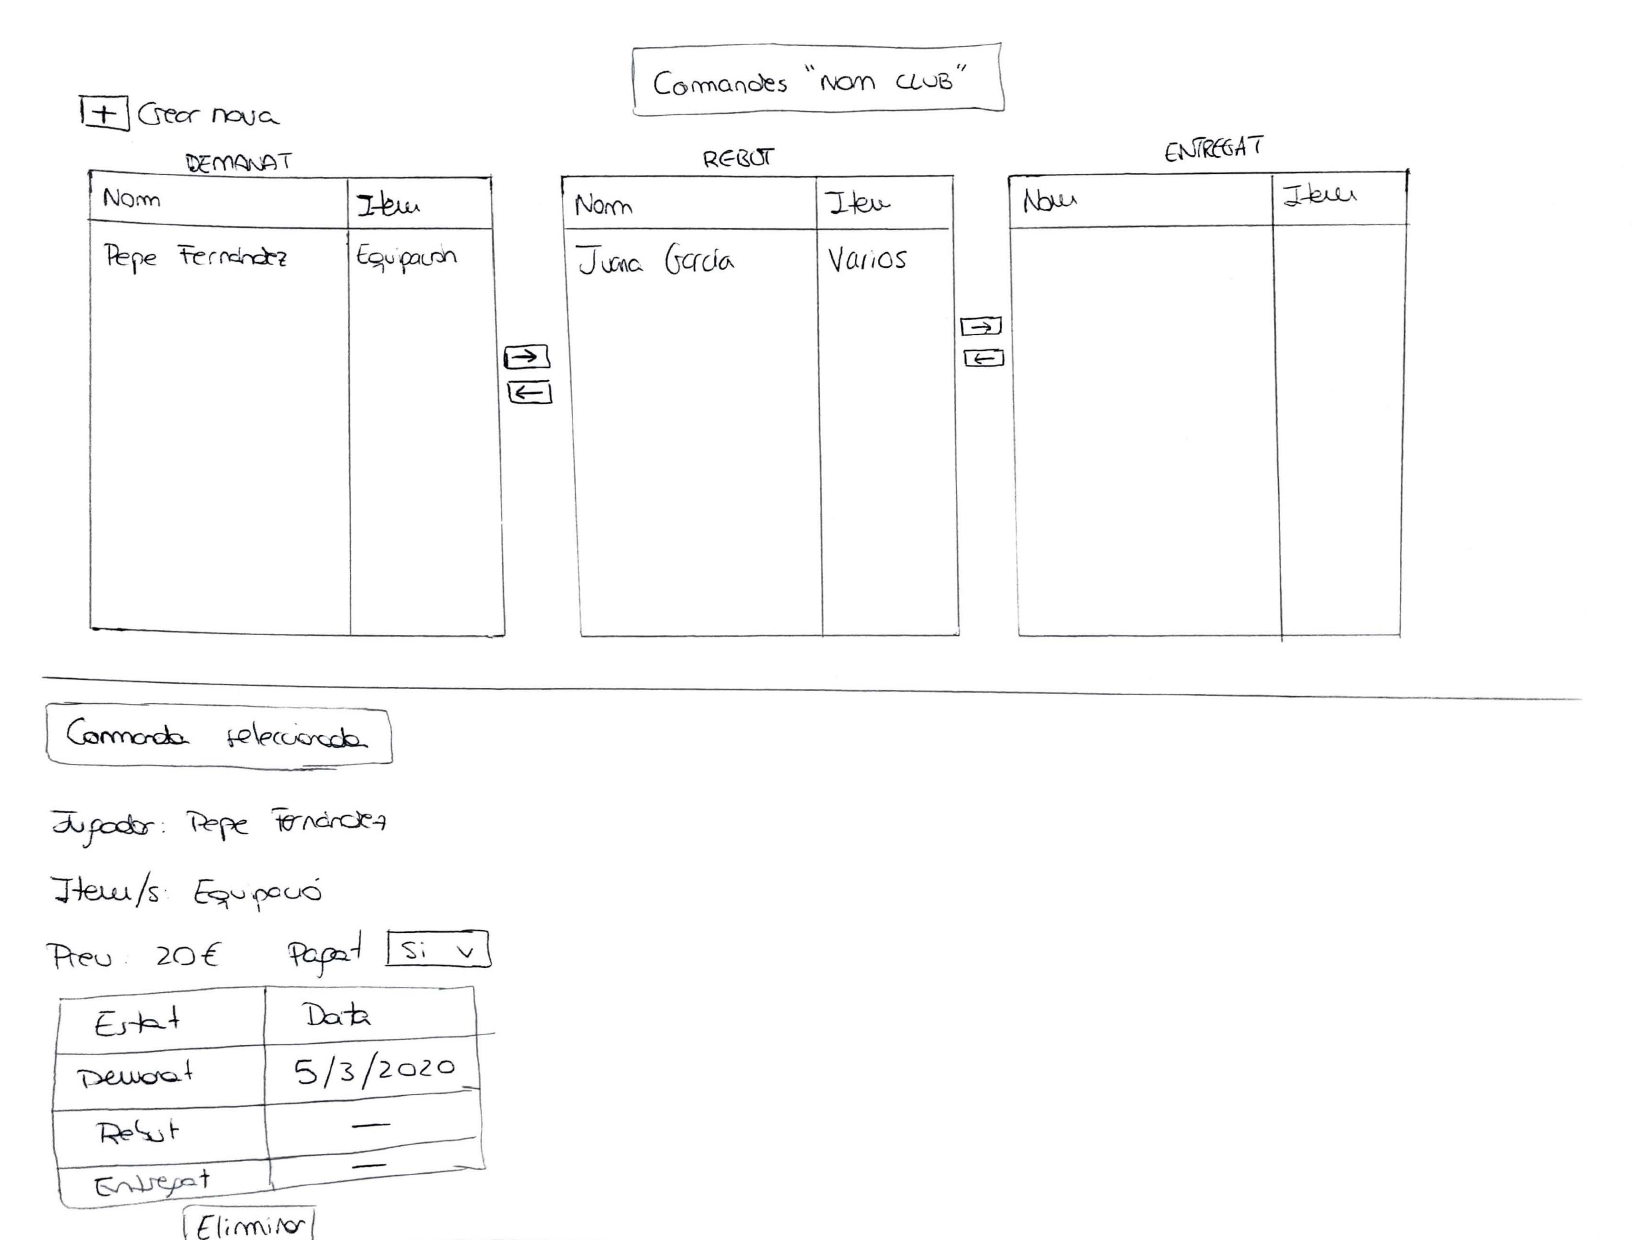 Comandes "Nom CLUB"
+ Crear nova
DEMANAT
REBUT
ENTREGAT
Nom Item
Nom Item
Nom Item
Pepe Fernández Equipación
Juana García Varios
→ →
← ←
Comanda seleccionada
Jugador: Pepe Fernández
Item/s: Equipació
Preu: 20€ Pagat Si v
Estat Data
Demanat 5/3/2020
Rebut —
Entregat —
Eliminar